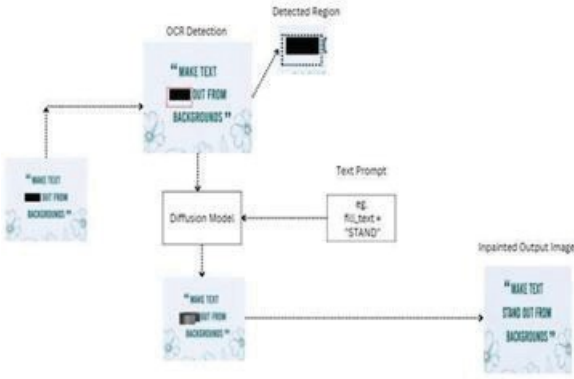 Detected Region
OCR Detection
“ MAKE TEXT
OUT FROM
BACKGROUNDS ”
“ MAKE TEXT
OUT FROM
BACKGROUNDS ”
Text Prompt
Diffusion Model
eg.
fill_text =
"STAND"
Inpainted Output Image
“ MAKE TEXT
OUT FROM
BACKGROUNDS ”
“ MAKE TEXT
STAND OUT FROM
BACKGROUNDS ”